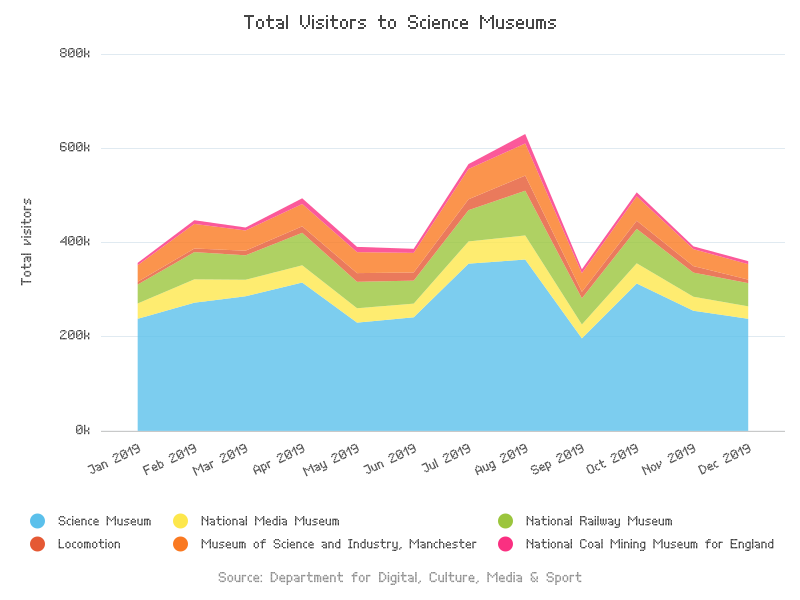 Total Visitors to Science Museums
800k
600k
400k
200k
0k
Total visitors
Jan 2019
Feb 2019
Mar 2019
Apr 2019
May 2019
Jun 2019
Jul 2019
Aug 2019
Sep 2019
Oct 2019
Nov 2019
Dec 2019
Science Museum
National Media Museum
National Railway Museum
Locomotion
Museum of Science and Industry, Manchester
National Coal Mining Museum for England
Source: Department for Digital, Culture, Media & Sport